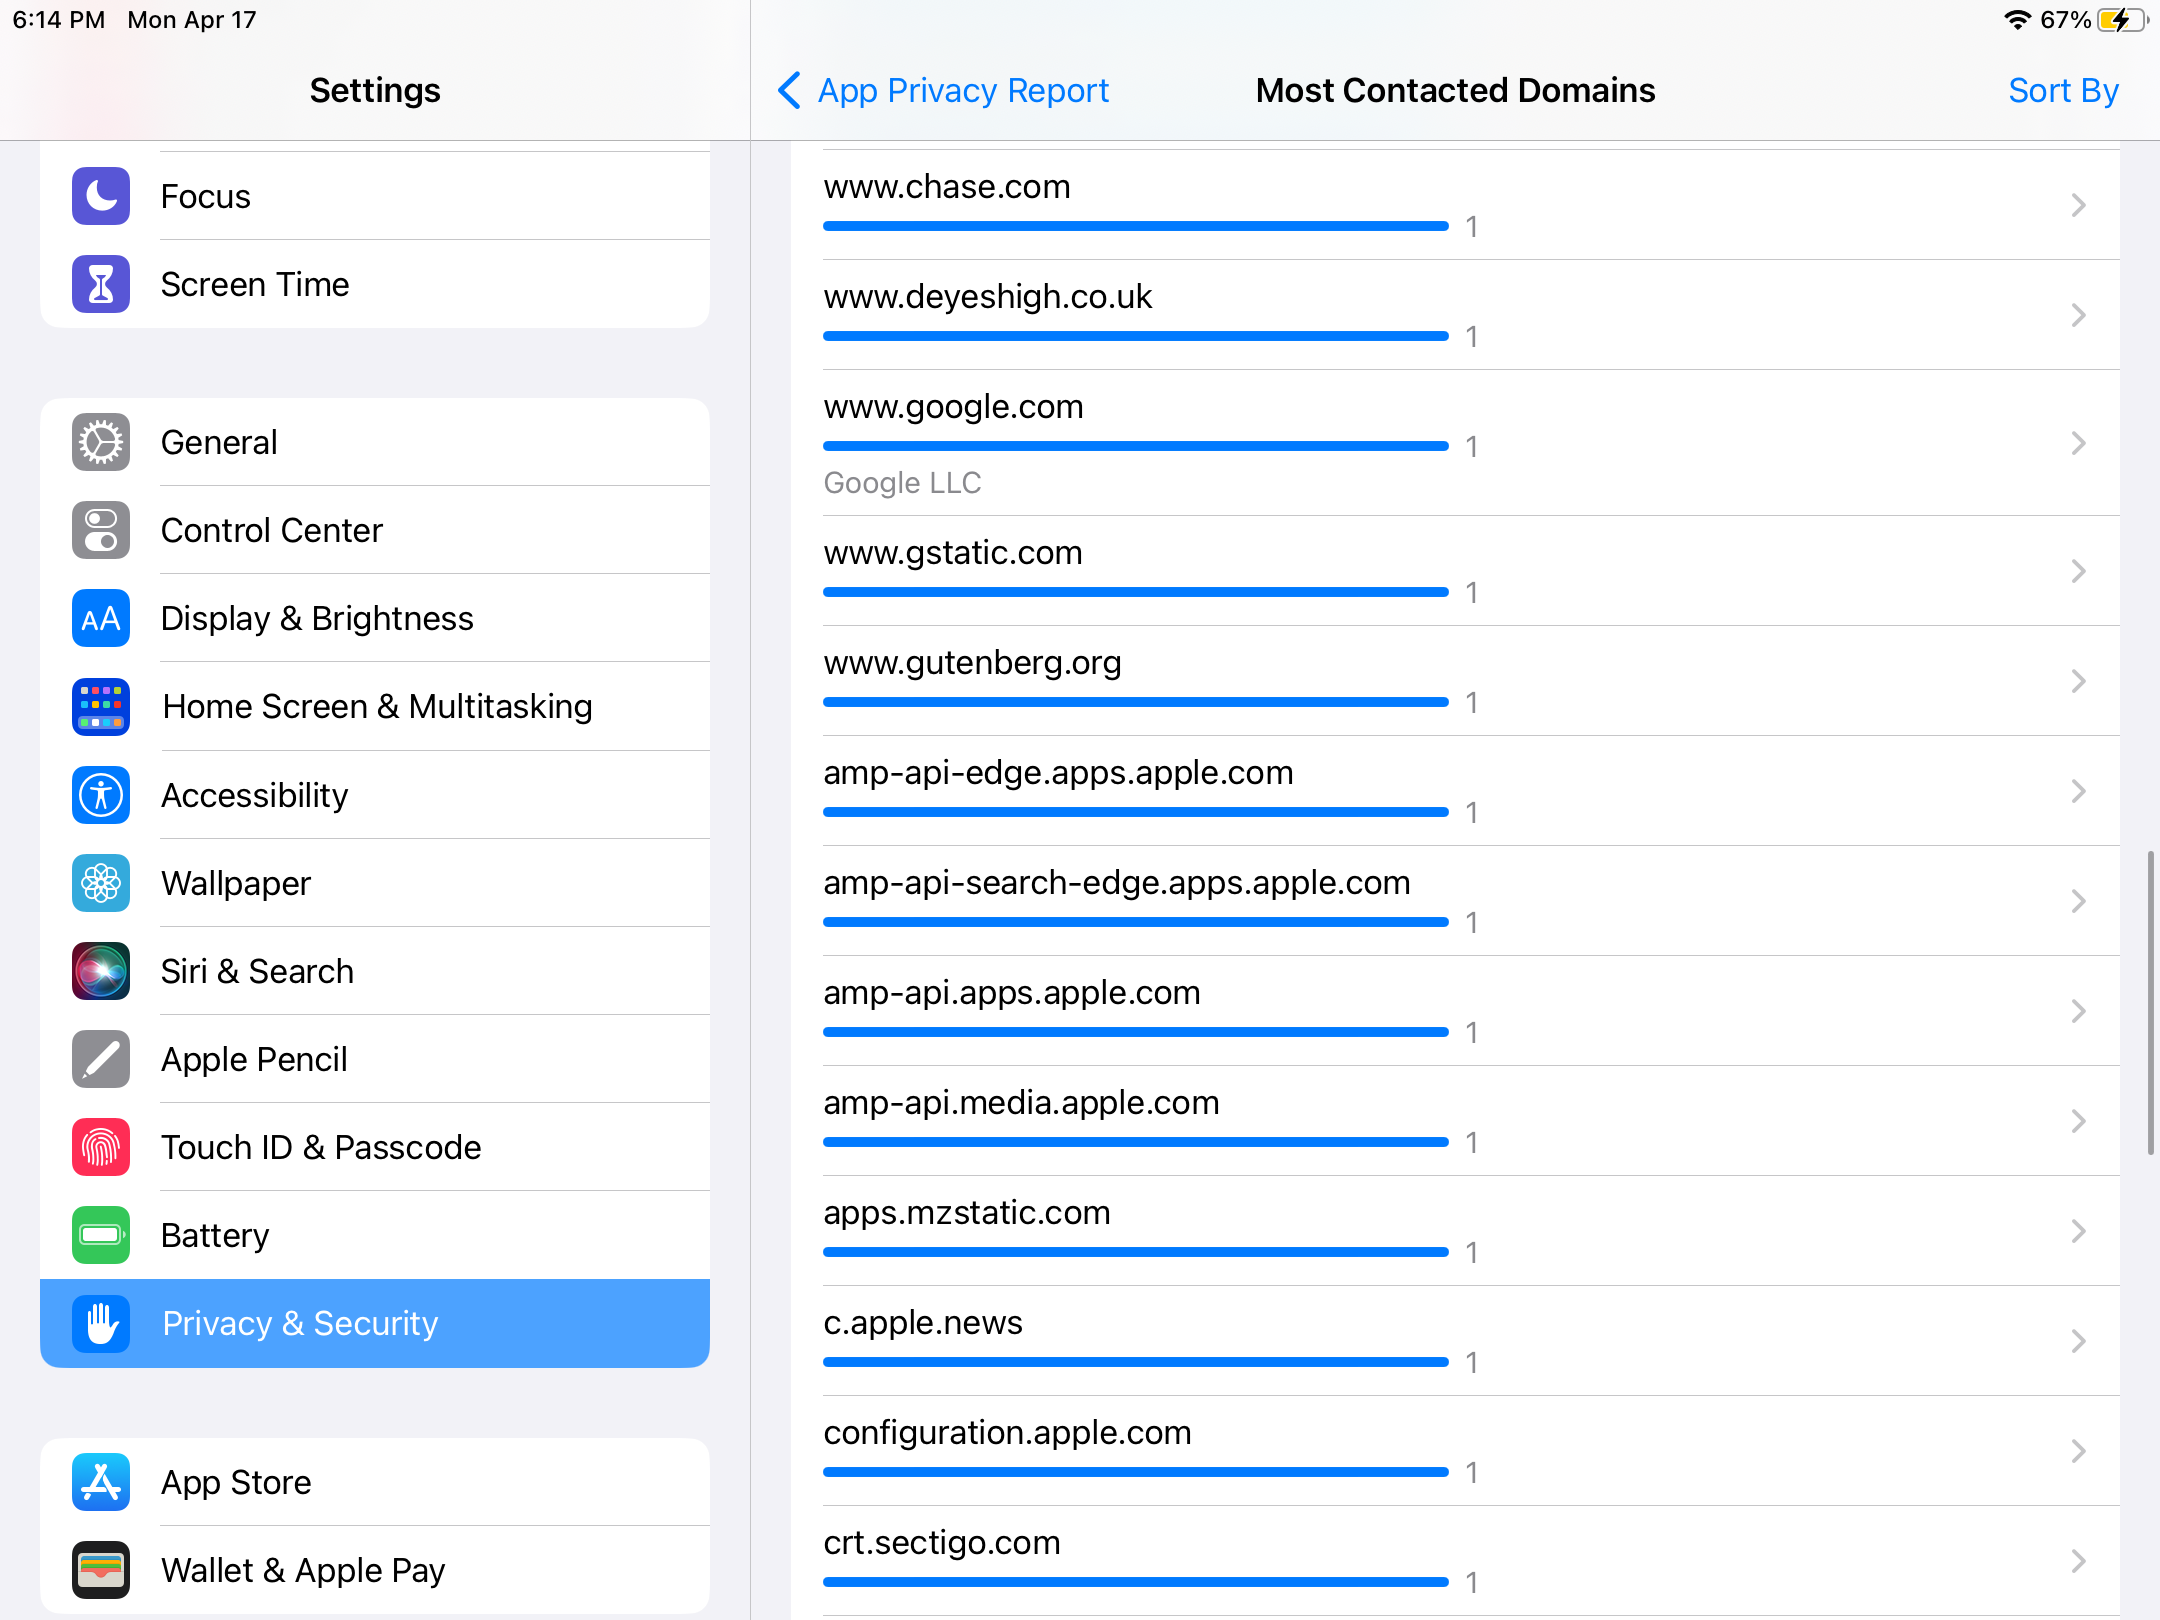 6:14 PM Mon Apr 17
67%
Settings
Focus
Screen Time
General
Control Center
AA
Display & Brightness
Home Screen & Multitasking
Accessibility
Wallpaper
Siri & Search
Apple Pencil
Touch ID & Passcode
Battery
Privacy & Security
App Store
Wallet & Apple Pay
App Privacy Report
Most Contacted Domains
Sort By
www.chase.com
1
www.deyeshigh.co.uk
1
www.google.com
1
Google LLC
www.gstatic.com
1
www.gutenberg.org
1
amp-api-edge.apps.apple.com
1
amp-api-search-edge.apps.apple.com
1
amp-api.apps.apple.com
1
amp-api.media.apple.com
1
apps.mzstatic.com
1
c.apple.news
1
configuration.apple.com
1
crt.sectigo.com
1